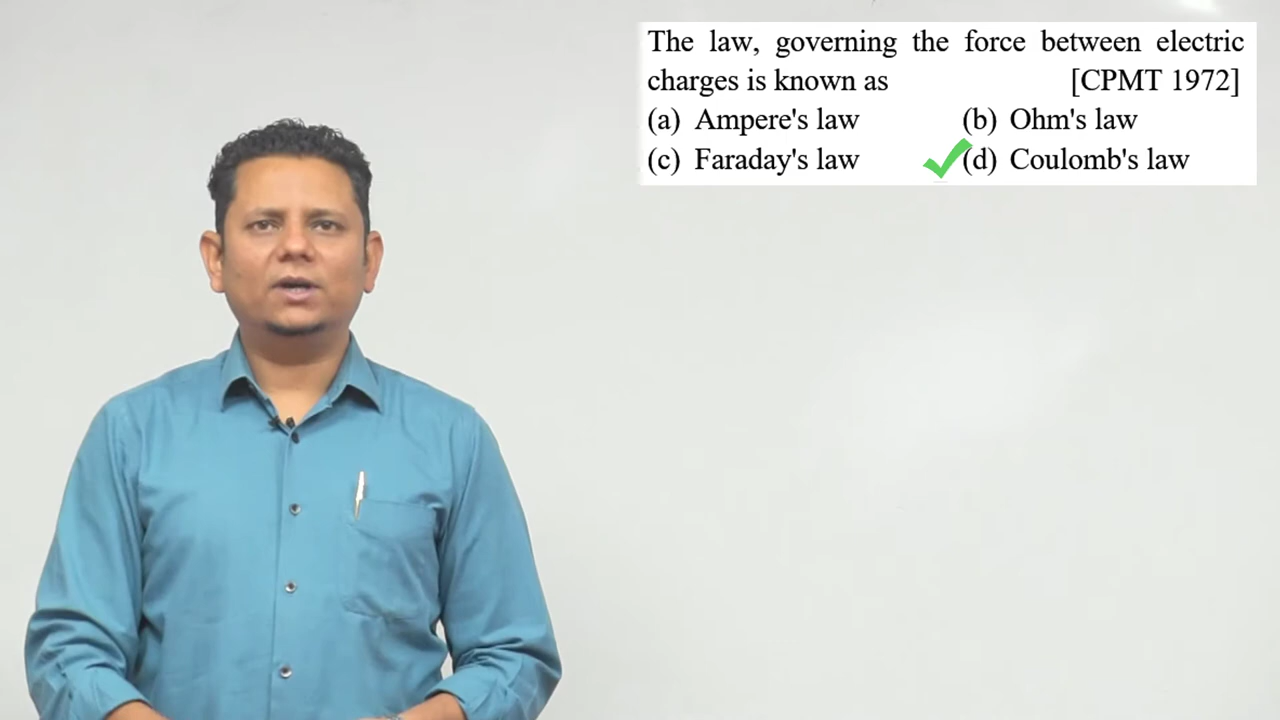 The law, governing the force between electric
charges is known as [CPMT 1972]
(a) Ampere's law (b) Ohm's law
(c) Faraday's law (d) Coulomb's law